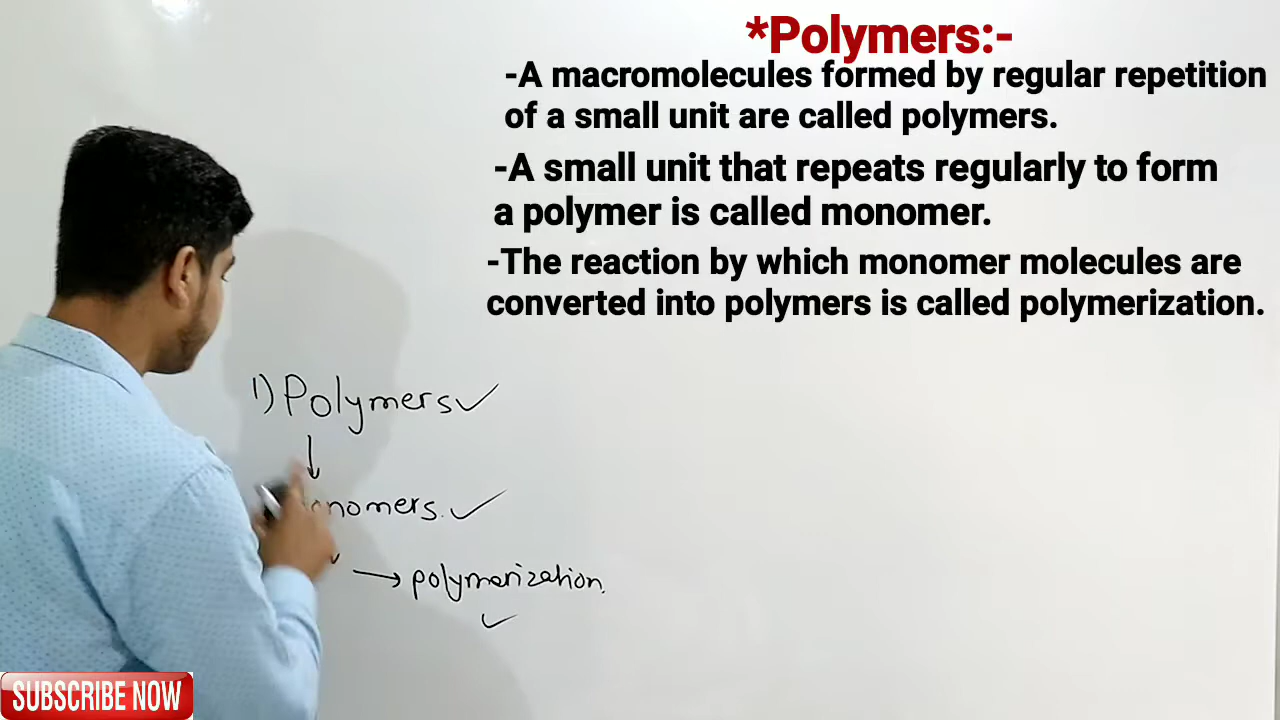 *Polymers:-
-A macromolecules formed by regular repetition
of a small unit are called polymers.
-A small unit that repeats regularly to form
a polymer is called monomer.
-The reaction by which monomer molecules are
converted into polymers is called polymerization.
1) Polymers ✓
↓
✓
→ polymerization.
✓
SUBSCRIBE NOW